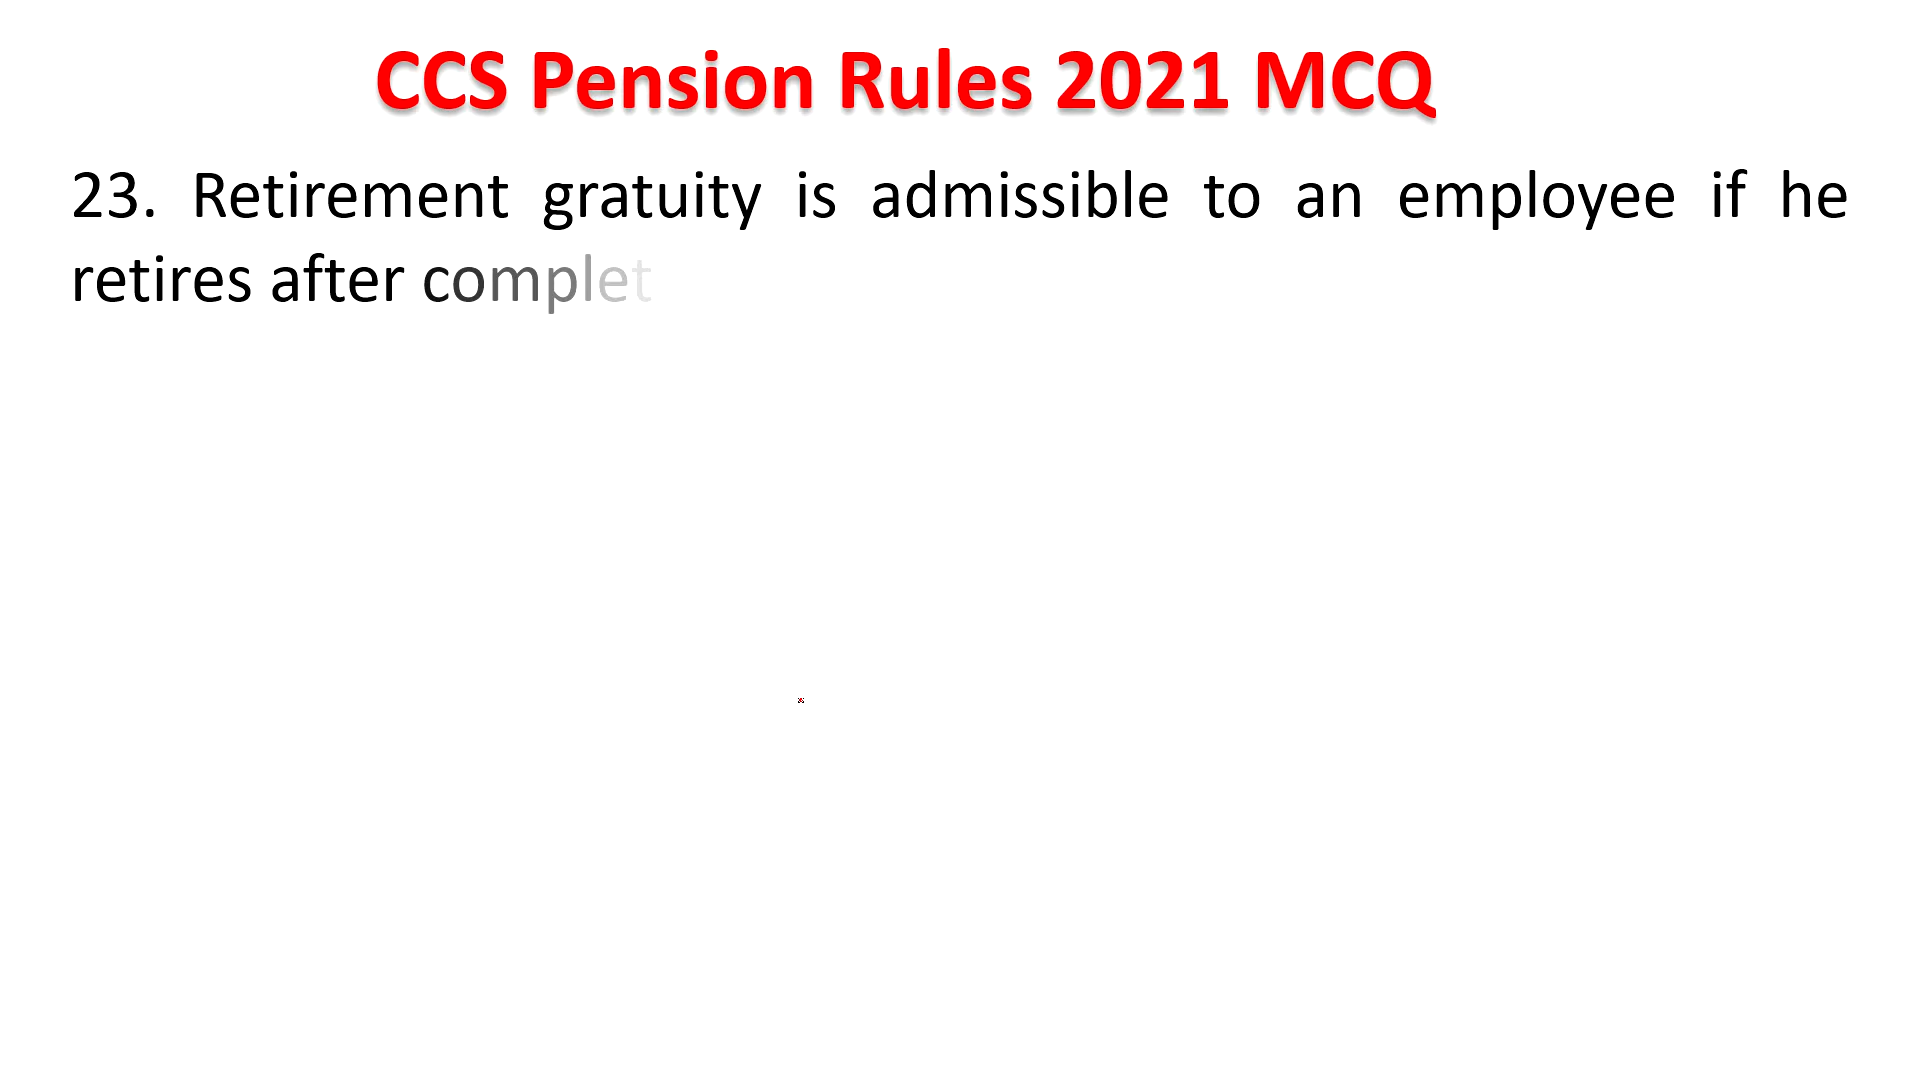 CCS Pension Rules 2021 MCQ
23. Retirement gratuity is admissible to an employee if he
retires after complet